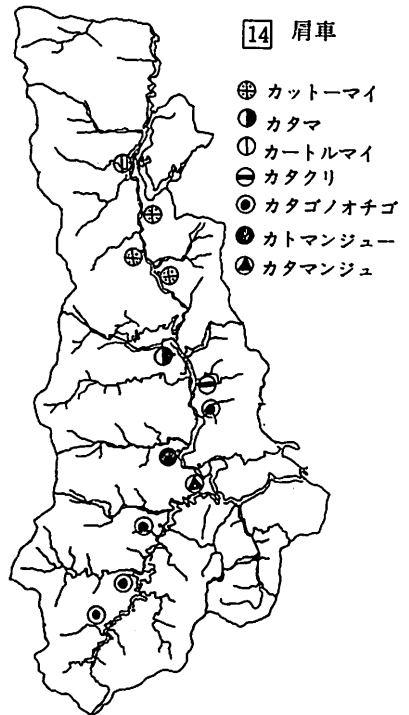 14 肩車
カットーマイ
カタマ
カートルマイ
カタクリ
カタゴノオチゴ
カトマンジュー
カタマンジュ